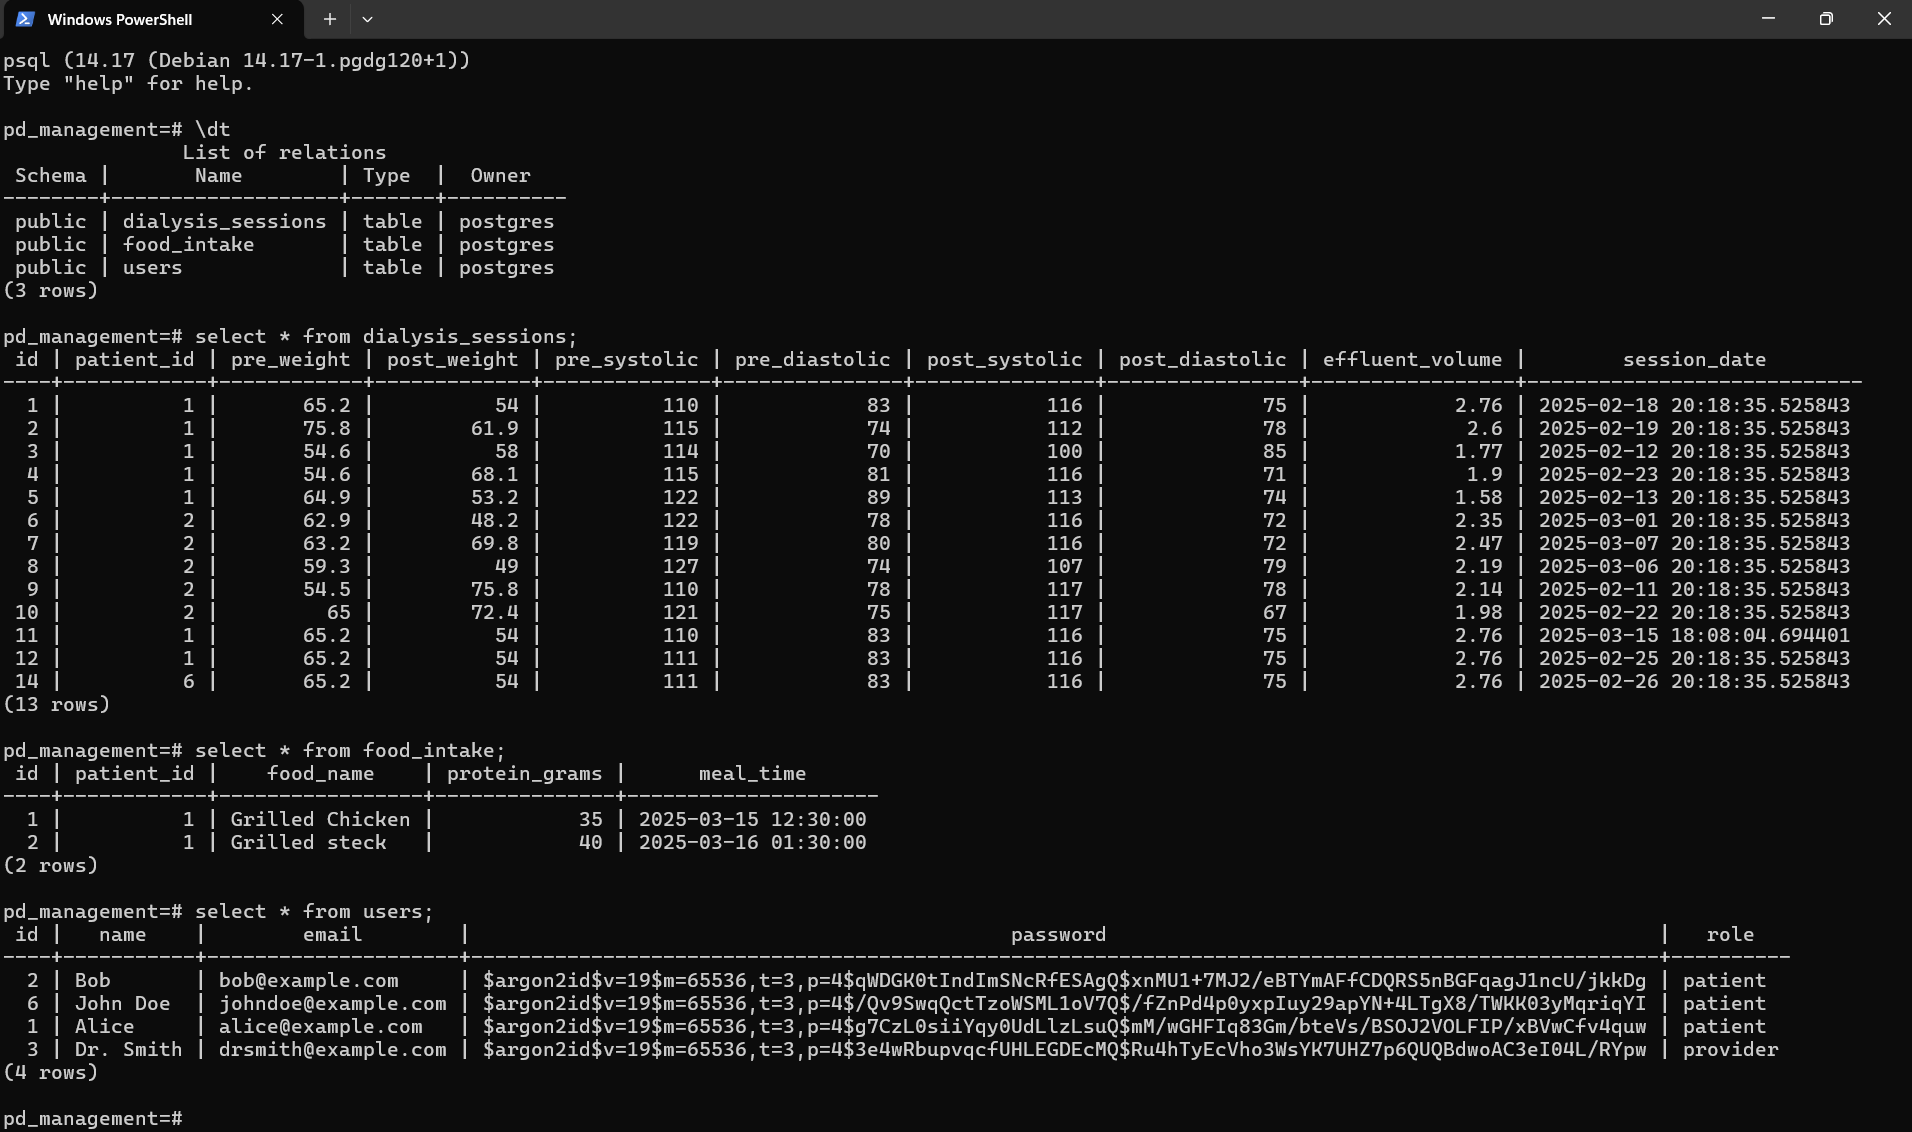 Windows PowerShell
psql (14.17 (Debian 14.17-1.pgdg120+1))
Type "help" for help.
pd_management=# \dt
List of relations
Schema | Name | Type | Owner
--------+-------------------+-------+----------
public | dialysis_sessions | table | postgres
public | food_intake | table | postgres
public | users | table | postgres
(3 rows)
pd_management=# select * from dialysis_sessions;
id | patient_id | pre_weight | post_weight | pre_systolic | pre_diastolic | post_systolic | post_diastolic | effluent_volume | session_date
----+------------+------------+-------------+--------------+---------------+---------------+----------------+-----------------+----------------------------
1 | 1 | 65.2 | 54 | 110 | 83 | 116 | 75 | 2.76 | 2025-02-18 20:18:35.525843
2 | 1 | 75.8 | 61.9 | 115 | 74 | 112 | 78 | 2.6 | 2025-02-19 20:18:35.525843
3 | 1 | 54.6 | 58 | 114 | 70 | 100 | 85 | 1.77 | 2025-02-12 20:18:35.525843
4 | 1 | 54.6 | 68.1 | 115 | 81 | 116 | 71 | 1.9 | 2025-02-23 20:18:35.525843
5 | 1 | 64.9 | 53.2 | 122 | 89 | 113 | 74 | 1.58 | 2025-02-13 20:18:35.525843
6 | 2 | 62.9 | 48.2 | 122 | 78 | 116 | 72 | 2.35 | 2025-03-01 20:18:35.525843
7 | 2 | 63.2 | 69.8 | 119 | 80 | 116 | 72 | 2.47 | 2025-03-07 20:18:35.525843
8 | 2 | 59.3 | 49 | 127 | 74 | 107 | 79 | 2.19 | 2025-03-06 20:18:35.525843
9 | 2 | 54.5 | 75.8 | 110 | 78 | 117 | 78 | 2.14 | 2025-02-11 20:18:35.525843
10 | 2 | 65 | 72.4 | 121 | 75 | 117 | 67 | 1.98 | 2025-02-22 20:18:35.525843
11 | 1 | 65.2 | 54 | 110 | 83 | 116 | 75 | 2.76 | 2025-03-15 18:08:04.694401
12 | 1 | 65.2 | 54 | 111 | 83 | 116 | 75 | 2.76 | 2025-02-25 20:18:35.525843
14 | 6 | 65.2 | 54 | 111 | 83 | 116 | 75 | 2.76 | 2025-02-26 20:18:35.525843
(13 rows)
pd_management=# select * from food_intake;
id | patient_id | food_name | protein_grams | meal_time
----+------------+-----------------+---------------+---------------------
1 | 1 | Grilled Chicken | 35 | 2025-03-15 12:30:00
2 | 1 | Grilled steck | 40 | 2025-03-16 01:30:00
(2 rows)
pd_management=# select * from users;
id | name | email | password | role
----+-----------+---------------------+---------------------------------------------------------------------------------------------------+----------
2 | Bob | bob@example.com | $argon2id$v=19$m=65536,t=3,p=4$qWDGK0tIndImSNcRfESAgQ$xnMU1+7MJ2/eBTYmAFfCDQRS5nBGFqagJ1ncU/jkkDg | patient
6 | John Doe | johndoe@example.com | $argon2id$v=19$m=65536,t=3,p=4$/Qv9SwqQctTzoWSML1oV7Q$/fZnPd4p0yxpIuy29apYN+4LTgX8/TWKK03yMqriqYI | patient
1 | Alice | alice@example.com | $argon2id$v=19$m=65536,t=3,p=4$g7CzL0siiYqy0UdLlzLsuQ$mM/wGHFIq83Gm/bteVs/BSOJ2VOLFIP/xBVwCfv4quw | patient
3 | Dr. Smith | drsmith@example.com | $argon2id$v=19$m=65536,t=3,p=4$3e4wRbupvqcfUHLEGDEcMQ$Ru4hTyEcVho3WsYK7UHZ7p6QUQBdwoAC3eI04L/RYpw | provider
(4 rows)
pd_management=#